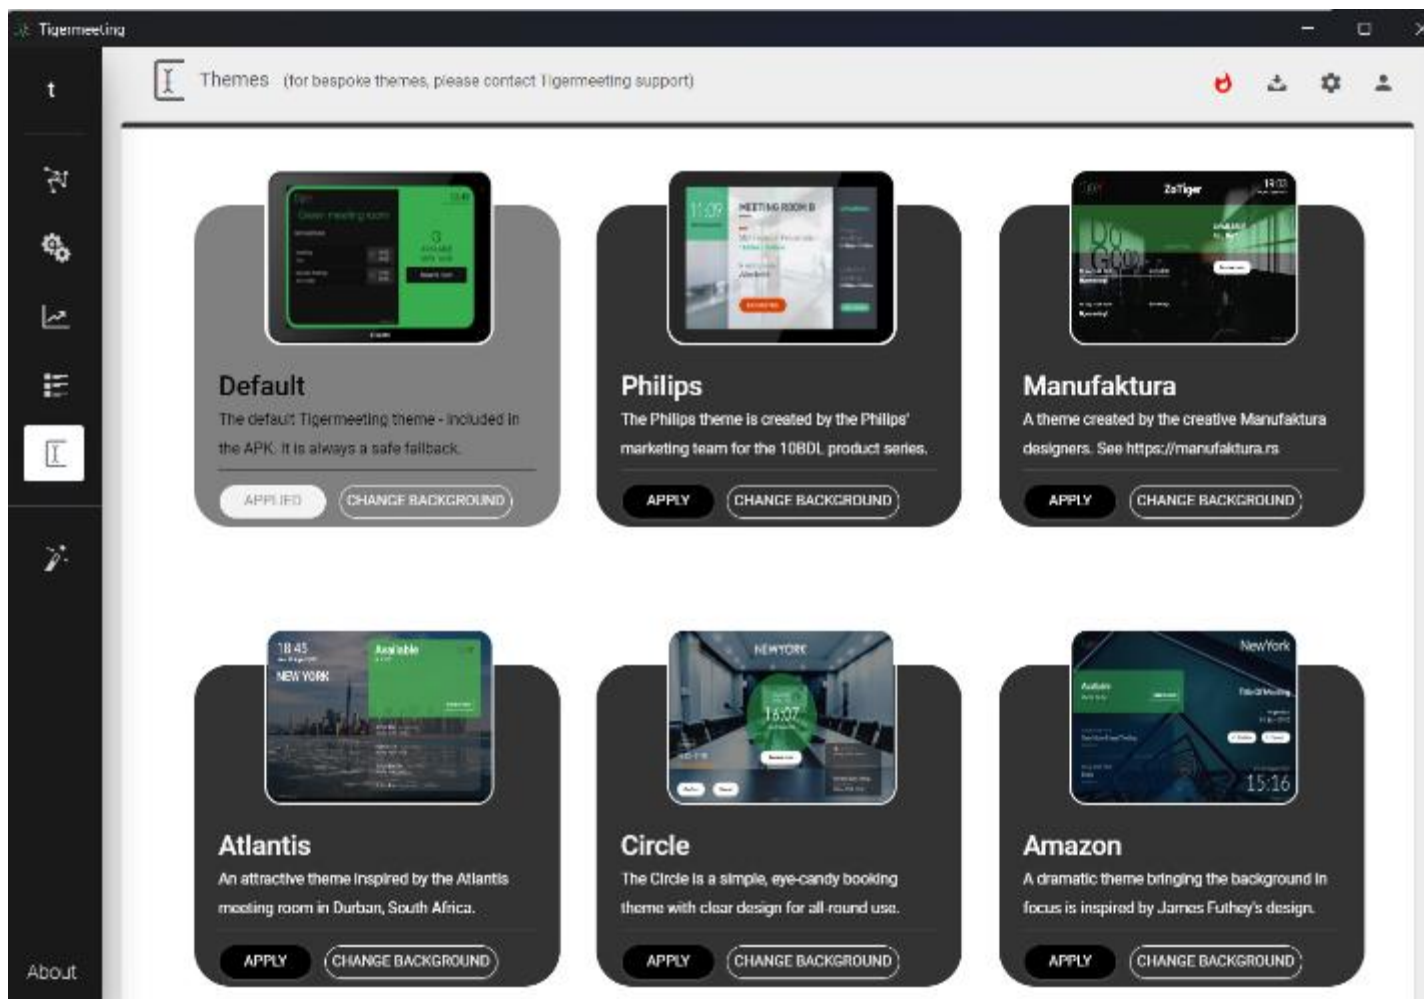 Tigermeeting
t
Themes (for bespoke themes, please contact Tigermeeting support)
11:09
MEETING ROOM B
ZoTiger
19:03
Default
The default Tigermeeting theme - included in
the APK. It is always a safe fallback.
APPLIED
CHANGE BACKGROUND
Philips
The Philips theme is created by the Philips'
marketing team for the 10BDL product series.
APPLY
CHANGE BACKGROUND
Manufaktura
A theme created by the creative Manufaktura
designers. See https://manufaktura.rs
APPLY
CHANGE BACKGROUND
18:45
Available
NEW YORK
NEWYORK
16:07
NewYork
Available
Title Of Meeting
15:16
Atlantis
An attractive theme inspired by the Atlantis
meeting room in Durban, South Africa.
APPLY
CHANGE BACKGROUND
Circle
The Circle is a simple, eye-candy booking
theme with clear design for all-round use.
APPLY
CHANGE BACKGROUND
Amazon
A dramatic theme bringing the background in
focus is inspired by James Futhey's design.
APPLY
CHANGE BACKGROUND
About